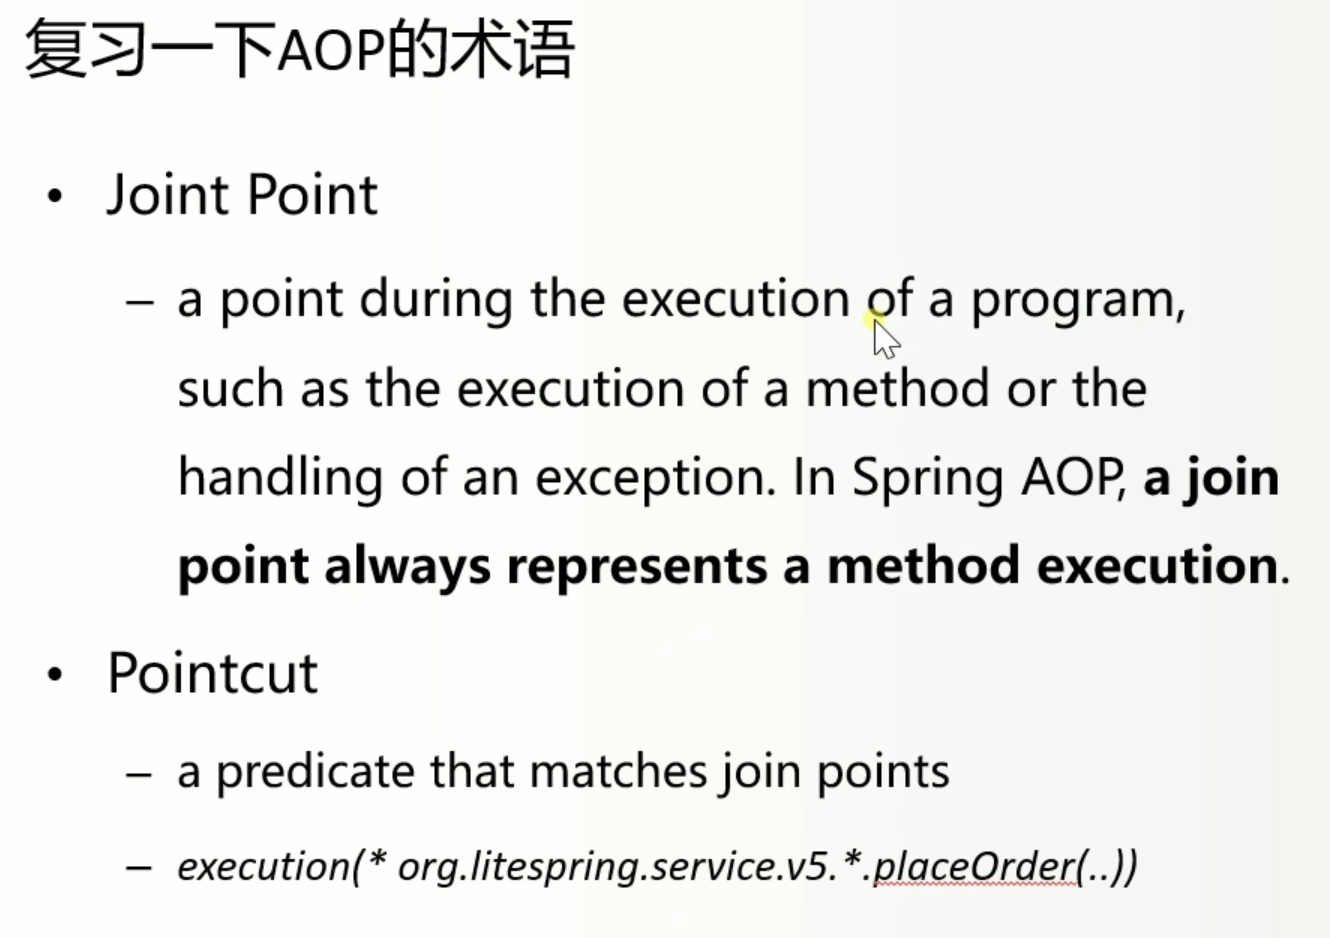 复习一下AOP的术语
• Joint Point
– a point during the execution of a program,
such as the execution of a method or the
handling of an exception. In Spring AOP, a join
point always represents a method execution.
• Pointcut
– a predicate that matches join points
– execution(* org.litespring.service.v5.*.placeOrder(..))